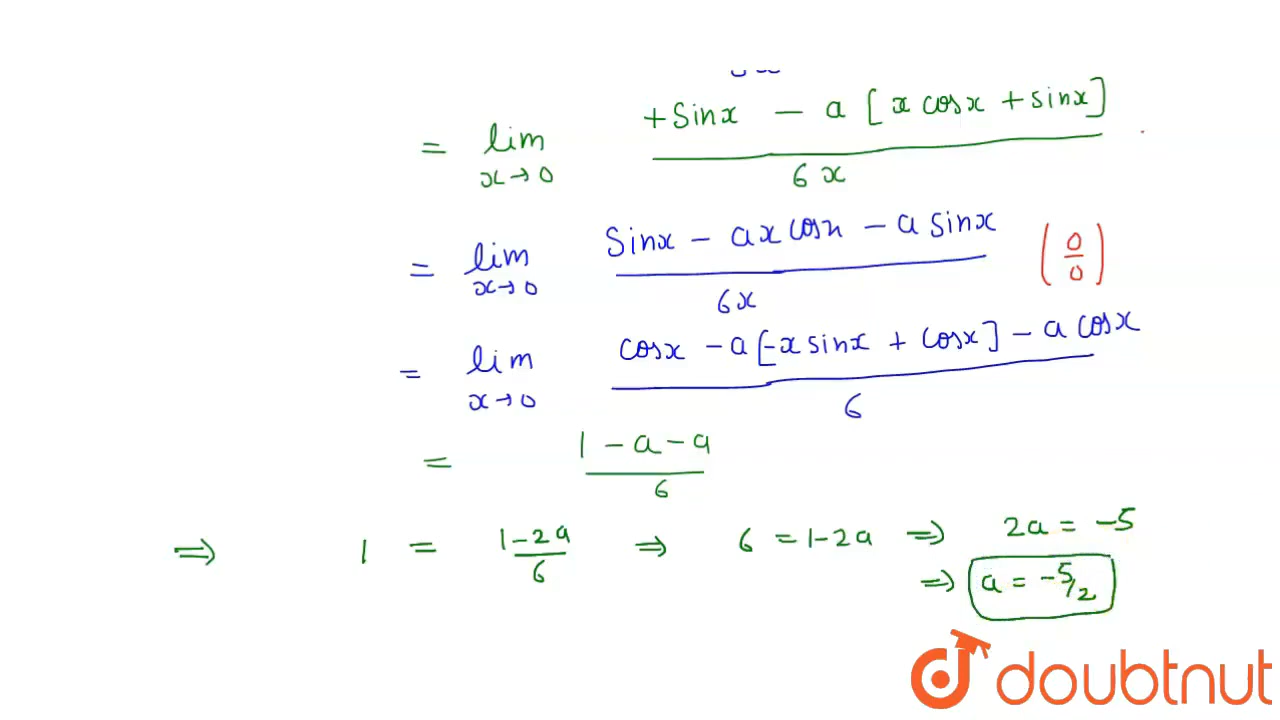 = lim x→0 +sinx - a [x cosx + sinx] / 6x
= lim x→0 sinx - ax cosx - a sinx / 6x (0/0)
= lim x→0 cosx - a[-x sinx + cosx] - a cosx / 6
= 1 - a - a / 6
⇒ 1 = 1-2a / 6 ⇒ 6 = 1-2a ⇒ 2a = -5
⇒ a = -5/2
doubtnut